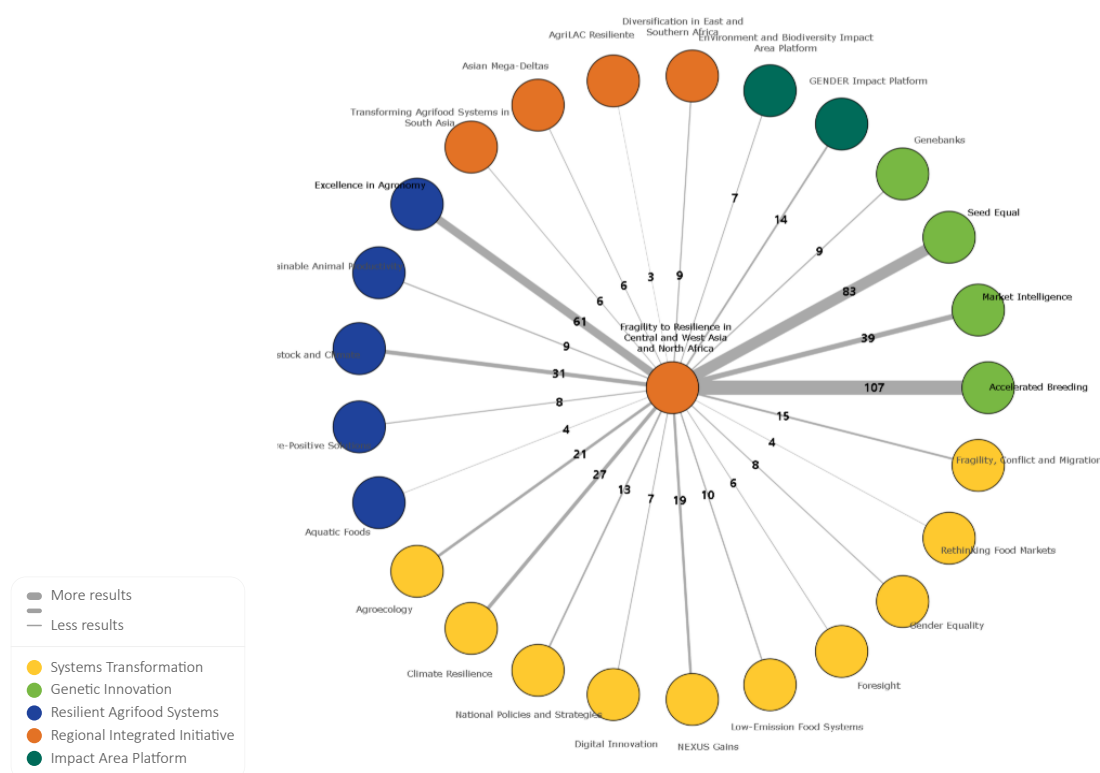 Diversification in East and
Southern Africa
AgriLAC Resiliente
Environment and Biodiversity Impact
Area Platform
Asian Mega-Deltas
GENDER Impact Platform
Transforming Agrifood Systems in
South Asia
Genebanks
Excellence in Agronomy
Seed Equal
7
14
9
ainable Animal
3
9
6
6
83
Market Intelligence
61
Fragility to Resilience in
Central and West Asia
and North Africa
39
9
stock and
31
107
Accelerated Breeding
8
15
4
4
re-Positive
21
8
Fragility, Conflict and Migration
27
6
13
7
19
10
Aquatic Foods
Rethinking Food Markets
Agroecology
Gender Equality
Climate Resilience
Foresight
National Policies and Strategies
Low-Emission Food Systems
Digital Innovation
NEXUS Gains
More results
Less results
Systems Transformation
Genetic Innovation
Resilient Agrifood Systems
Regional Integrated Initiative
Impact Area Platform